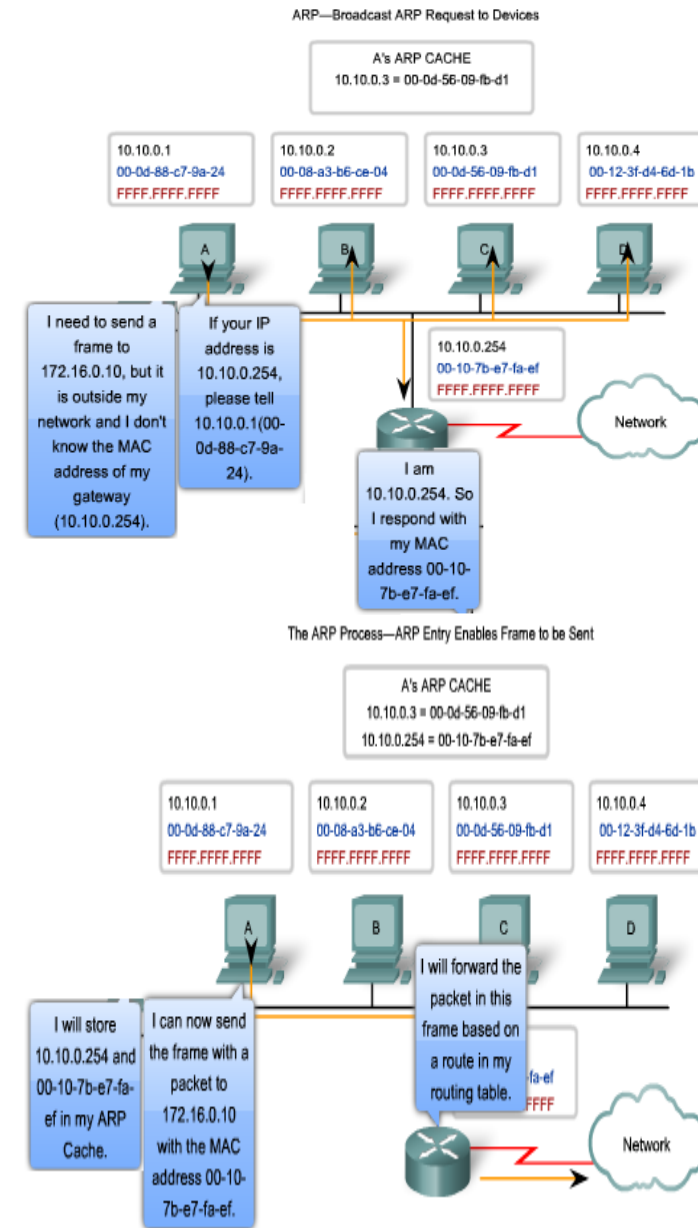 ARP—Broadcast ARP Request to Devices
A's ARP CACHE
10.10.0.3 = 00-0d-56-09-fb-d1
10.10.0.1
00-0d-88-c7-9a-24
FFFF.FFFF.FFFF
10.10.0.2
00-08-a3-b6-ce-04
FFFF.FFFF.FFFF
10.10.0.3
00-0d-56-09-fb-d1
FFFF.FFFF.FFFF
10.10.0.4
00-12-3f-d4-6d-1b
FFFF.FFFF.FFFF
A
B
C
D
I need to send a
frame to
172.16.0.10, but it
is outside my
network and I don't
know the MAC
address of my
gateway
(10.10.0.254).
If your IP
address is
10.10.0.254,
please tell
10.10.0.1(00-
0d-88-c7-9a-
24).
10.10.0.254
00-10-7b-e7-fa-ef
FFFF.FFFF.FFFF
Network
I am
10.10.0.254. So
I respond with
my MAC
address 00-10-
7b-e7-fa-ef.
The ARP Process—ARP Entry Enables Frame to be Sent
A's ARP CACHE
10.10.0.3 = 00-0d-56-09-fb-d1
10.10.0.254 = 00-10-7b-e7-fa-ef
10.10.0.1
00-0d-88-c7-9a-24
FFFF.FFFF.FFFF
10.10.0.2
00-08-a3-b6-ce-04
FFFF.FFFF.FFFF
10.10.0.3
00-0d-56-09-fb-d1
FFFF.FFFF.FFFF
10.10.0.4
00-12-3f-d4-6d-1b
FFFF.FFFF.FFFF
A
B
C
D
I will store
10.10.0.254 and
00-10-7b-e7-fa-
ef in my ARP
Cache.
I can now send
the frame with a
packet to
172.16.0.10
with the MAC
address 00-10-
7b-e7-fa-ef.
I will forward the
packet in this
frame based on
a route in my
routing table.
-fa-ef
FFFF
Network